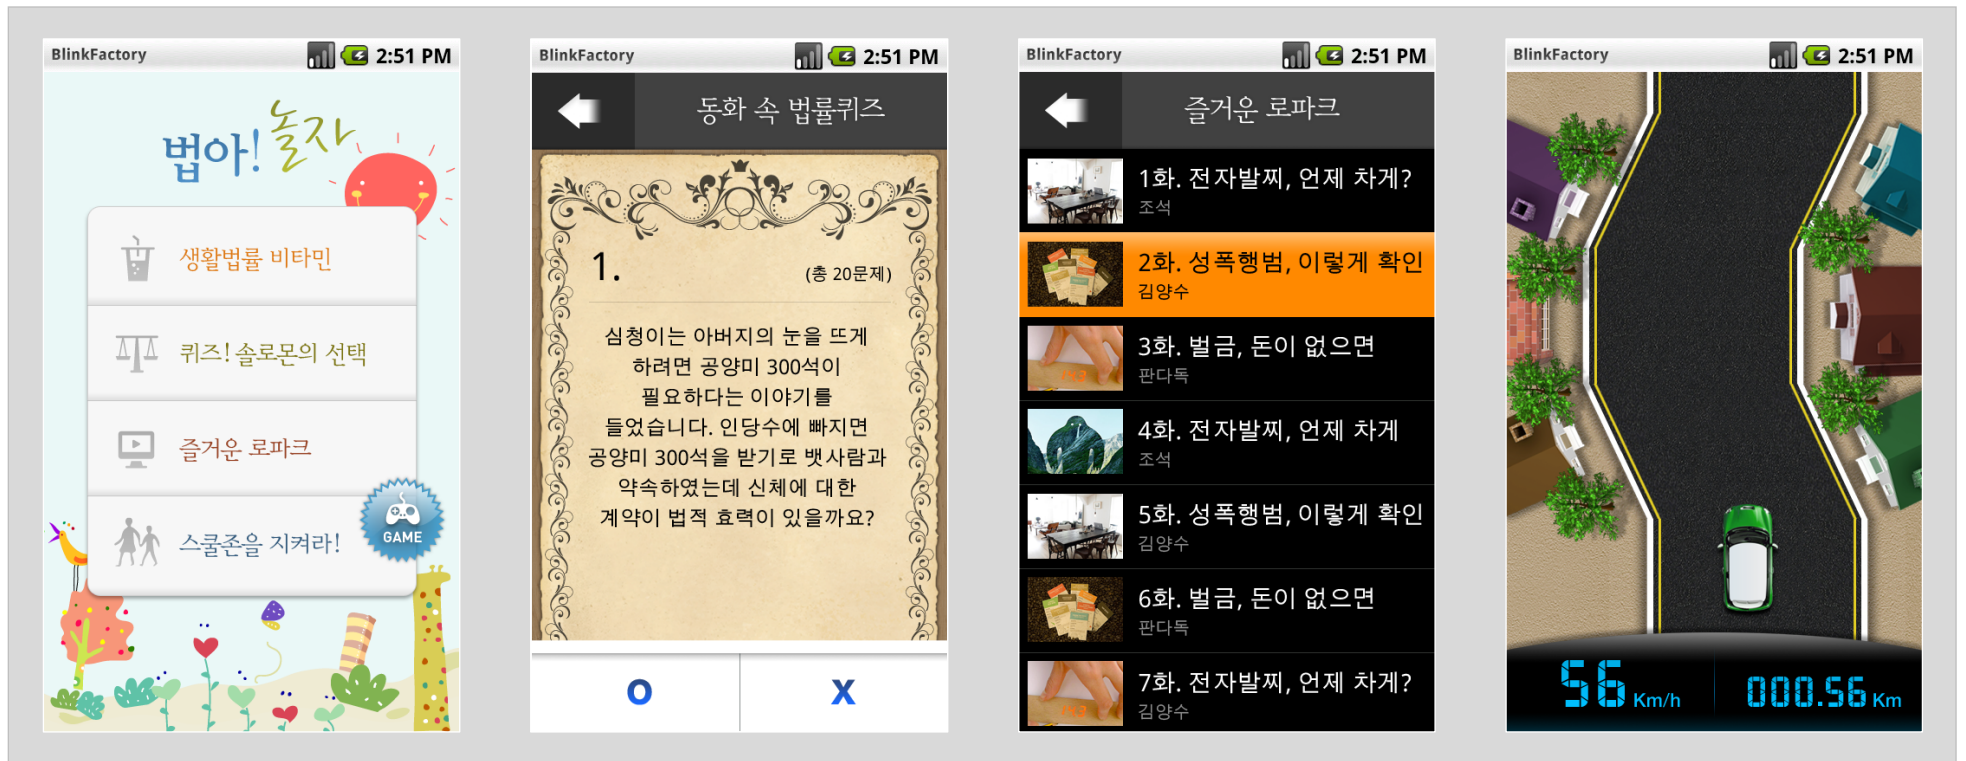 BlinkFactory 2:51 PM
법아! 놀자
생활법률 비타민
퀴즈! 솔로몬의 선택
즐거운 로파크
스쿨존을 지켜라!
GAME
BlinkFactory 2:51 PM
동화 속 법률퀴즈
1. (총 20문제)
심청이는 아버지의 눈을 뜨게
하려면 공양미 300석이
필요하다는 이야기를
들었습니다. 인당수에 빠지면
공양미 300석을 받기로 뱃사람과
약속하였는데 신체에 대한
계약이 법적 효력이 있을까요?
O X
BlinkFactory 2:51 PM
즐거운 로파크
1화. 전자발찌, 언제 차게?
조석
2화. 성폭행범, 이렇게 확인
김양수
3화. 벌금, 돈이 없으면
판다독
4화. 전자발찌, 언제 차게
조석
5화. 성폭행범, 이렇게 확인
김양수
6화. 벌금, 돈이 없으면
판다독
7화. 전자발찌, 언제 차게?
김양수
BlinkFactory 2:51 PM
56 Km/h 000.56 Km